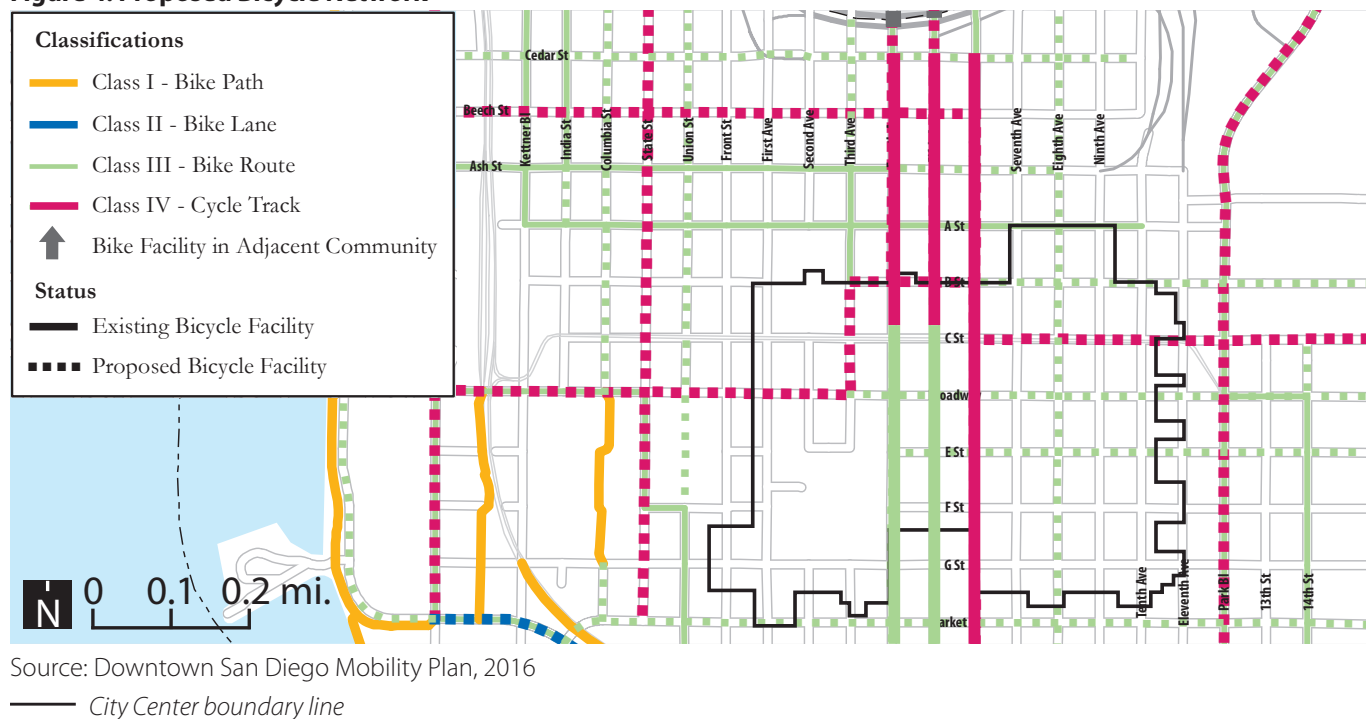 Classifications
Class I - Bike Path
Class II - Bike Lane
Class III - Bike Route
Class IV - Cycle Track
Bike Facility in Adjacent Community
Status
Existing Bicycle Facility
Proposed Bicycle Facility
Cedar St
Beech St
Kettner Bl
India St
Columbia St
State St
Union St
Front St
First Ave
Second Ave
Third Ave
Seventh Ave
Eighth Ave
Ninth Ave
Ash St
A St
B St
C St
E St
F St
G St
Tenth Ave
Eleventh Ave
Park Bl
13th St
14th St
N
0 0.1 0.2 mi.
Source: Downtown San Diego Mobility Plan, 2016
City Center boundary line